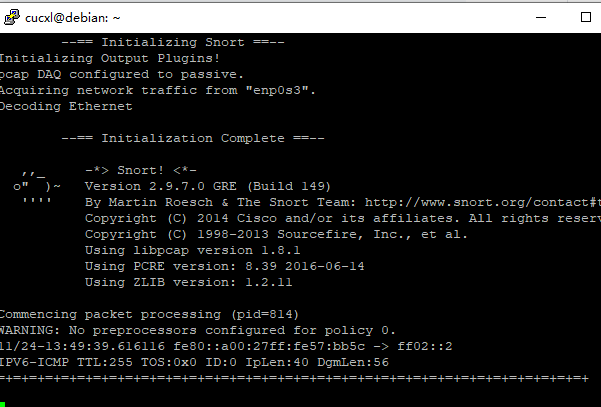 cucxl@debian: ~
--== Initializing Snort ==--
Initializing Output Plugins!
pcap DAQ configured to passive.
Acquiring network traffic from "enp0s3".
Decoding Ethernet
--== Initialization Complete ==--
,,_     -*> Snort! <*-
o"  )~   Version 2.9.7.0 GRE (Build 149)
''''    By Martin Roesch & The Snort Team: http://www.snort.org/contact#t
Copyright (C) 2014 Cisco and/or its affiliates. All rights reserv
Copyright (C) 1998-2013 Sourcefire, Inc., et al.
Using libpcap version 1.8.1
Using PCRE version: 8.39 2016-06-14
Using ZLIB version: 1.2.11
Commencing packet processing (pid=814)
WARNING: No preprocessors configured for policy 0.
11/24-13:49:39.616116 fe80::a00:27ff:fe57:bb5c -> ff02::2
IPV6-ICMP TTL:255 TOS:0x0 ID:0 IpLen:40 DgmLen:56
=+=+=+=+=+=+=+=+=+=+=+=+=+=+=+=+=+=+=+=+=+=+=+=+=+=+=+=+=+=+=+=+=+=+=+=+=+